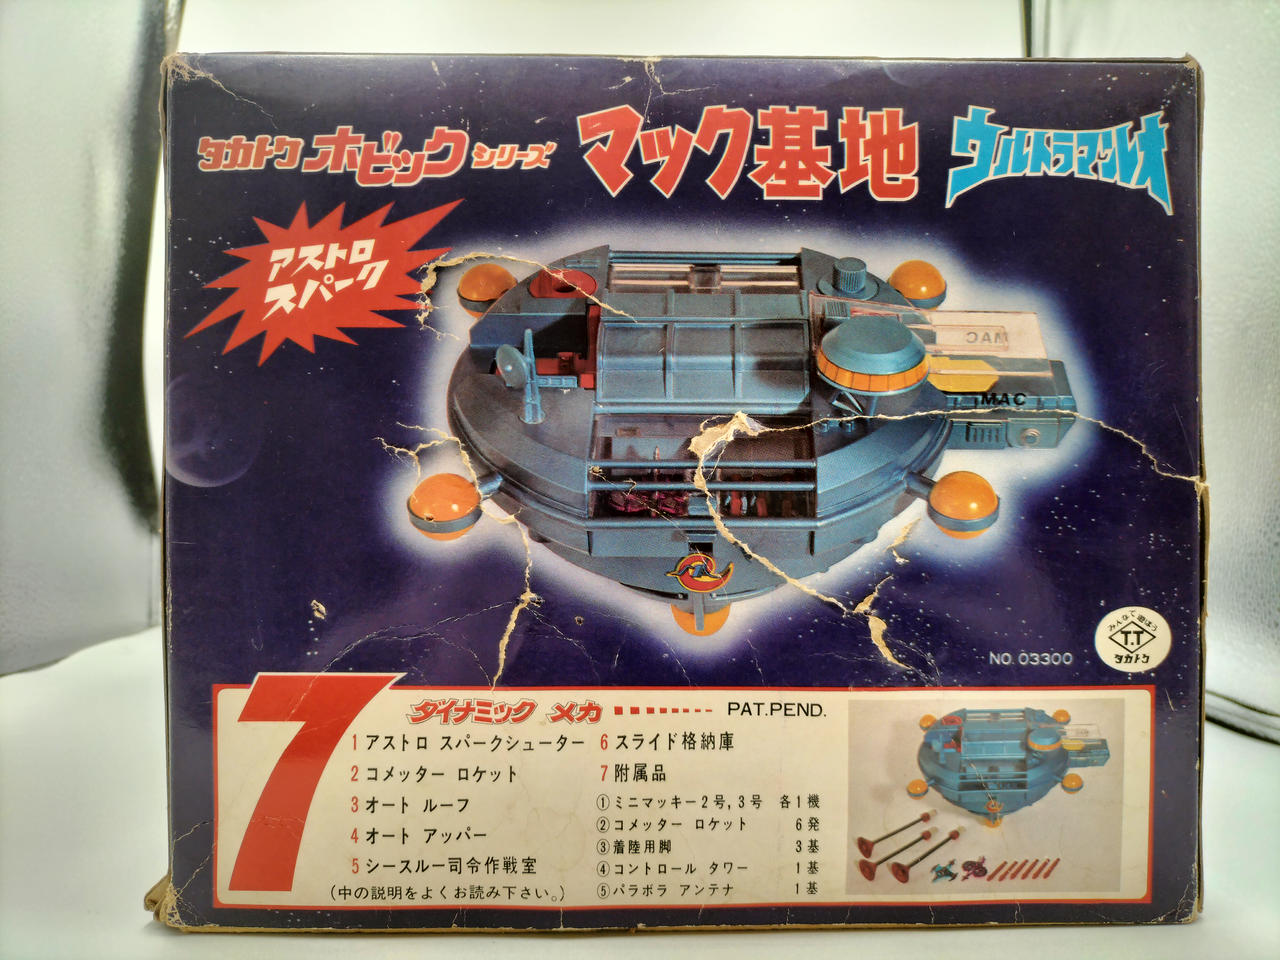 タカトク ホビック シリーズ マック基地 ウルトラマンレオ
アストロ
スパーク
MAC
MAC
NO. 03300
みんなで遊ぼう
T.T
タカトク
7 ダイナミック メカ PAT.PEND.
1 アストロ スパークシューター
2 コメッター ロケット
3 オート ルーフ
4 オート アッパー
5 シースルー司令作戦室
(中の説明をよくお読み下さい。)
6 スライド格納庫
7 附属品
① ミニマッキー2号,3号 各1機
② コメッター ロケット 6発
③ 着陸用脚 3基
④ コントロール タワー 1基
⑤ パラボラ アンテナ 1基